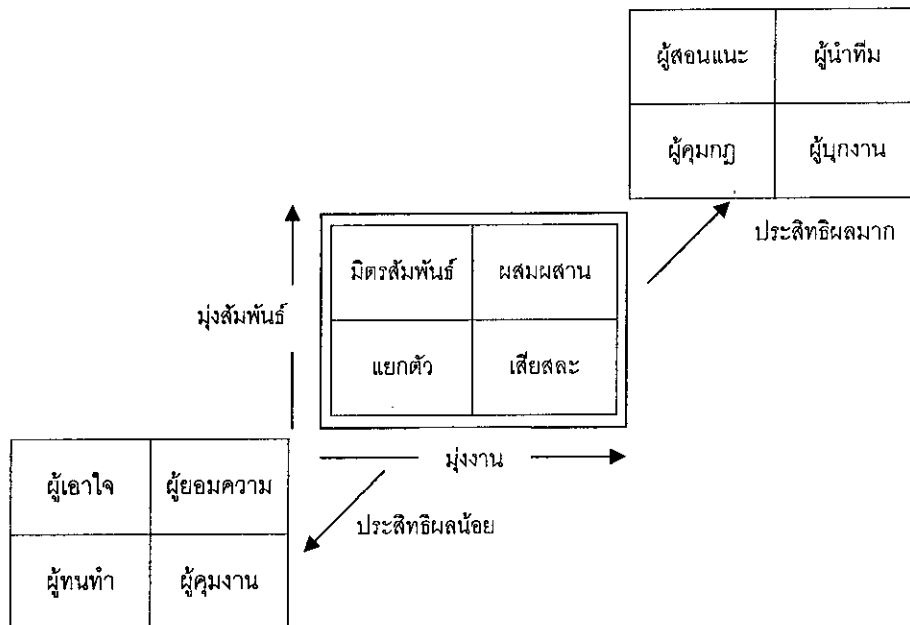 ผู้สอนแนะ ผู้นำทีม
ผู้คุมกฎ ผู้บุกงาน
ประสิทธิผลมาก
มิตรสัมพันธ์ ผสมผสาน
มุ่งสัมพันธ์
แยกตัว เสียสละ
มุ่งงาน
ผู้เอาใจ ผู้ยอมความ
ประสิทธิผลน้อย
ผู้ทนทำ ผู้คุมงาน